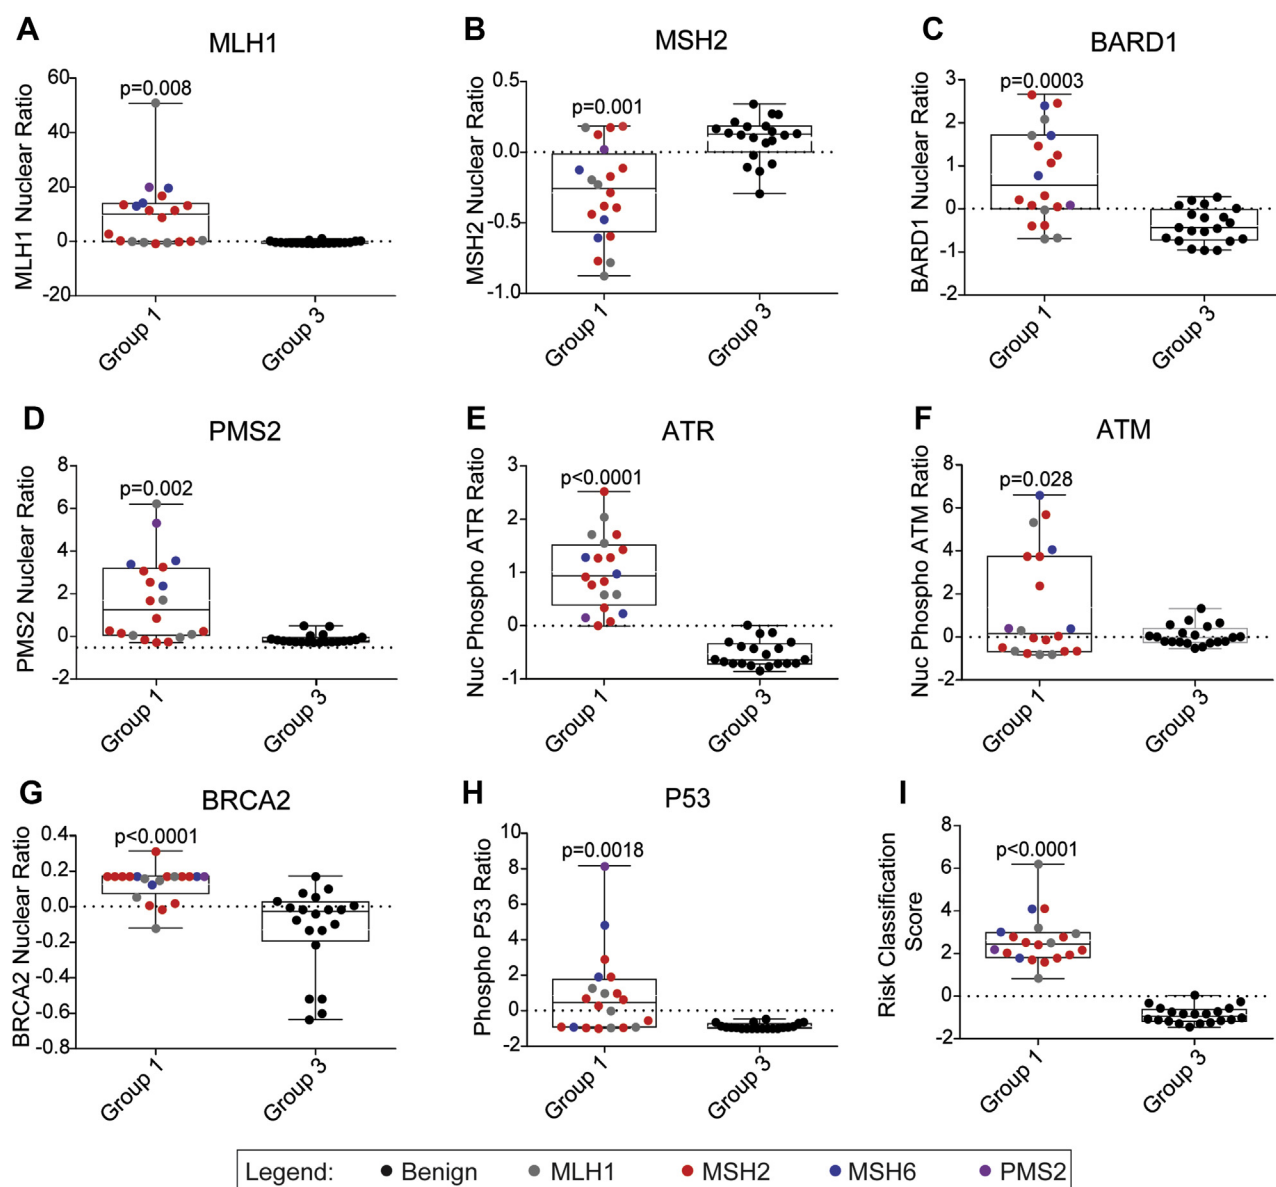 A
MLH1
MLH1 Nuclear Ratio
60
40
20
0
-20
p=0.008
Group 1
Group 3
B
MSH2
MSH2 Nuclear Ratio
0.5
0.0
-0.5
-1.0
p=0.001
Group 1
Group 3
C
BARD1
BARD1 Nuclear Ratio
3
2
1
0
-1
-2
p=0.0003
Group 1
Group 3
D
PMS2
PMS2 Nuclear Ratio
8
6
4
2
0
-2
p=0.002
Group 1
Group 3
E
ATR
Nuc Phospho ATR Ratio
3
2
1
0
-1
p<0.0001
Group 1
Group 3
F
ATM
Nuc Phospho ATM Ratio
8
6
4
2
0
-2
p=0.028
Group 1
Group 3
G
BRCA2
BRCA2 Nuclear Ratio
0.4
0.2
0.0
-0.2
-0.4
-0.6
-0.8
p<0.0001
Group 1
Group 3
H
P53
Phospho P53 Ratio
10
8
6
4
2
0
-2
p=0.0018
Group 1
Group 3
I
Risk Classification
Score
8
6
4
2
0
-2
p<0.0001
Group 1
Group 3
Legend: Benign MLH1 MSH2 MSH6 PMS2